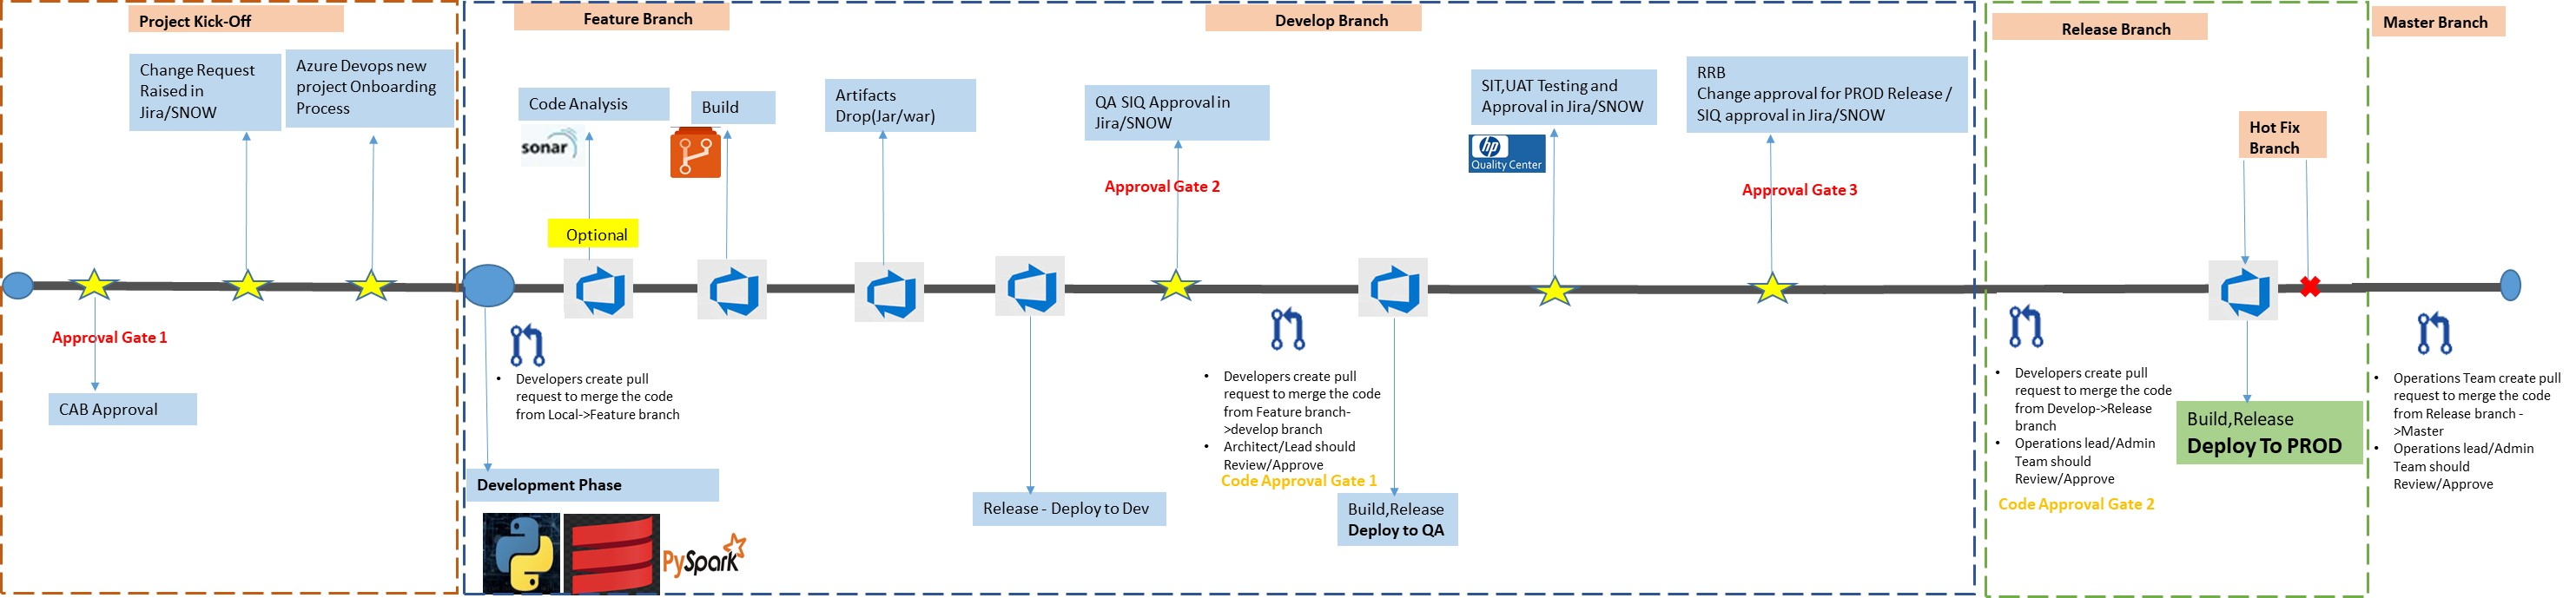 Project Kick-Off
Change Request
Raised in
Jira/SNOW
Azure Devops new
project Onboarding
Process
Approval Gate 1
CAB Approval
Feature Branch
Code Analysis
sonar
Optional
Build
Artifacts
Drop(Jar/war)
• Developers create pull
request to merge the code
from Local->Feature branch
Development Phase
PySpark
Release - Deploy to Dev
Develop Branch
QA SIQ Approval in
Jira/SNOW
Approval Gate 2
• Developers create pull
request to merge the code
from Feature branch-
>develop branch
• Architect/Lead should
Review/Approve
Code Approval Gate 1
Build,Release
Deploy to QA
SIT,UAT Testing and
Approval in Jira/SNOW
hp
Quality Center
RRB
Change approval for PROD Release /
SIQ approval in Jira/SNOW
Approval Gate 3
Release Branch
• Developers create pull
request to merge the code
from Develop->Release
branch
• Operations lead/Admin
Team should
Review/Approve
Code Approval Gate 2
Hot Fix
Branch
Build,Release
Deploy To PROD
Master Branch
• Operations Team create pull
request to merge the code
from Release branch -
>Master
• Operations lead/Admin
Team should
Review/Approve